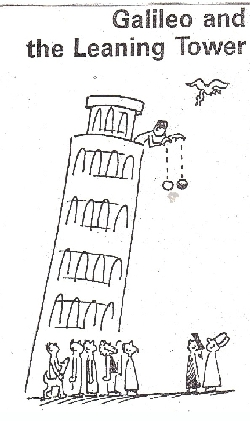 Galileo and
the Leaning Tower